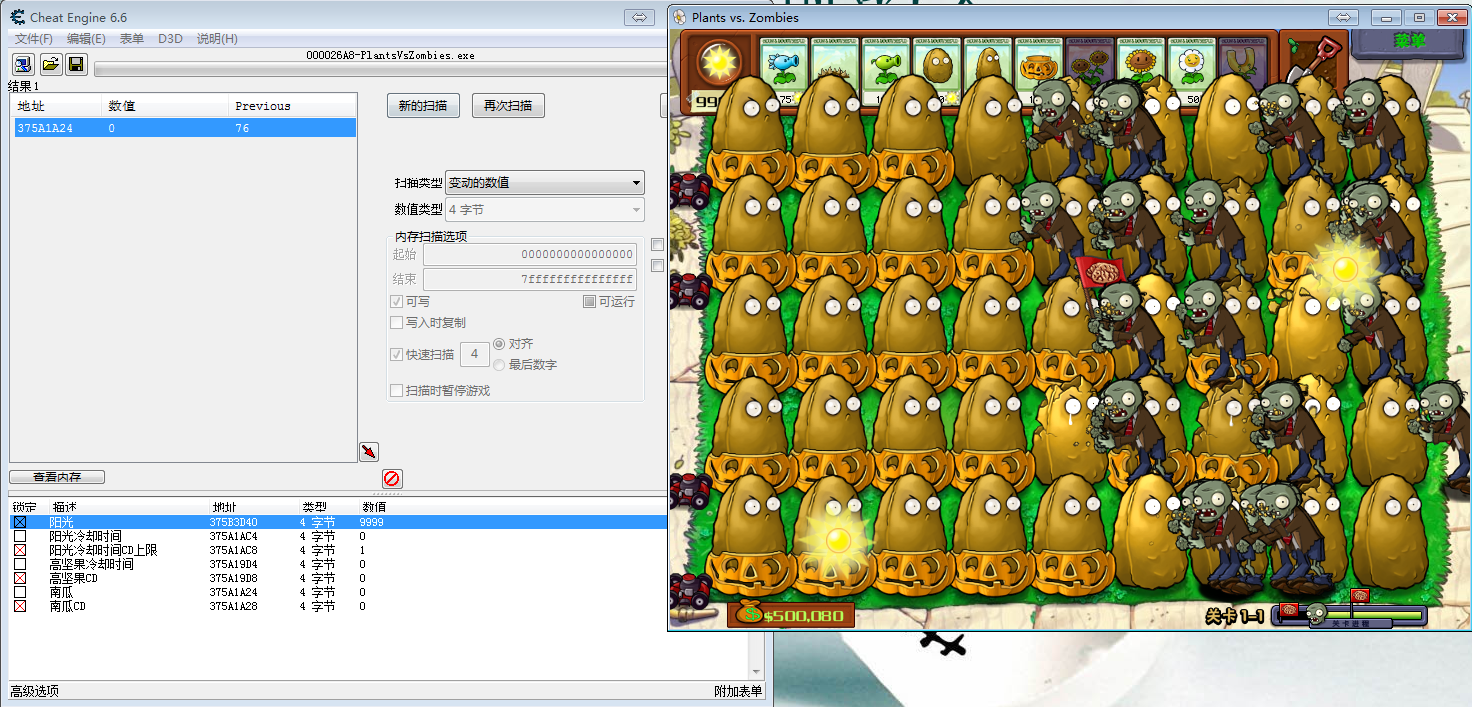 Cheat Engine 6.6
文件(F) 编辑(E) 表单 D3D 说明(H)
000026A8-PlantsVsZombies.exe
结果 1
地址 数值 Previous
375A1A24 0 76
新的扫描 再次扫描
扫描类型 变动的数值
数值类型 4 字节
内存扫描选项
起始 0000000000000000
结束 7fffffffffffffff
可写 可运行
写入时复制
快速扫描 4 对齐
最后数字
扫描时暂停游戏
查看内存
锁定 描述 地址 类型 数值
阳光 375B3D40 4 字节 9999
阳光冷却时间 375A1AC4 4 字节 0
阳光冷却时间CD上限 375A1AC8 4 字节 1
高坚果冷却时间 375A19D4 4 字节 0
高坚果CD 375A19D8 4 字节 0
南瓜 375A1A24 4 字节 0
南瓜CD 375A1A28 4 字节 0
高级选项 附加表单
Plants vs. Zombies
菜单
$500,080
关卡 1-1
关卡进程